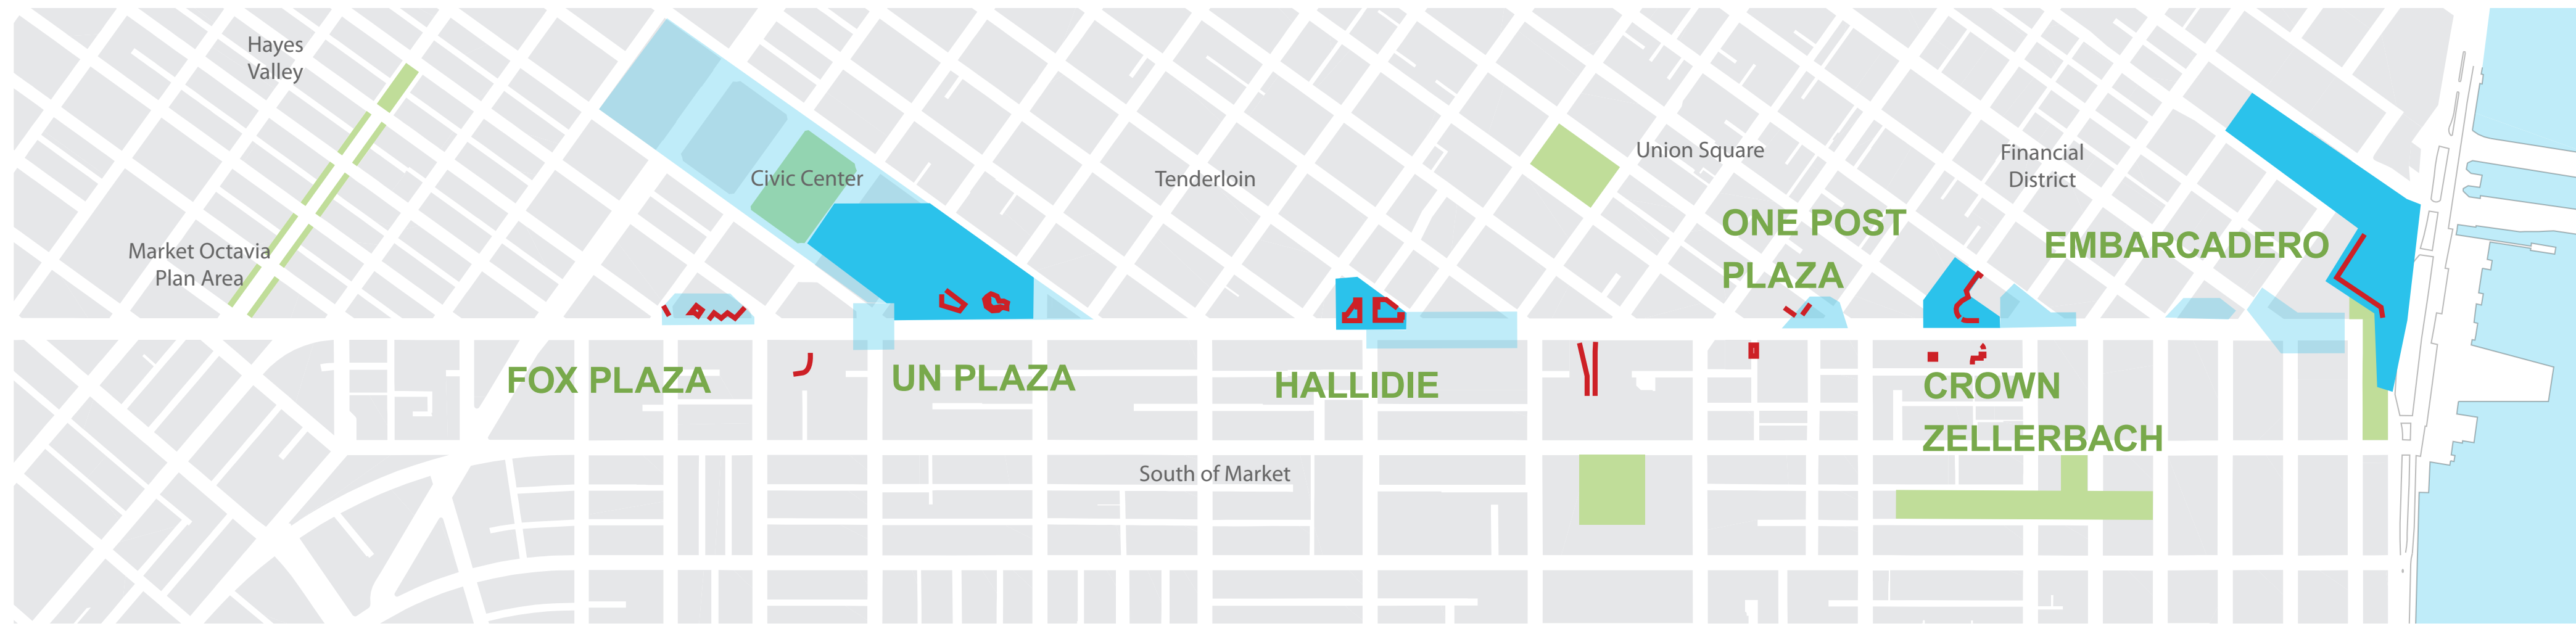 Hayes
Valley
Market Octavia
Plan Area
Civic Center
Tenderloin
Union Square
Financial
District
ONE POST
PLAZA
EMBARCADERO
FOX PLAZA
UN PLAZA
HALLIDIE
CROWN
ZELLERBACH
South of Market